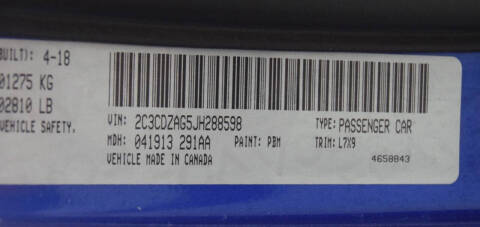 BUILT): 4-18
01275 KG
02810 LB
VEHICLE SAFETY.
VIN: 2C3CDZAG5JH288598
TYPE: PASSENGER CAR
MDH: 041913 291AA
PAINT: PBM
TRIM: L7X9
VEHICLE MADE IN CANADA
4658843